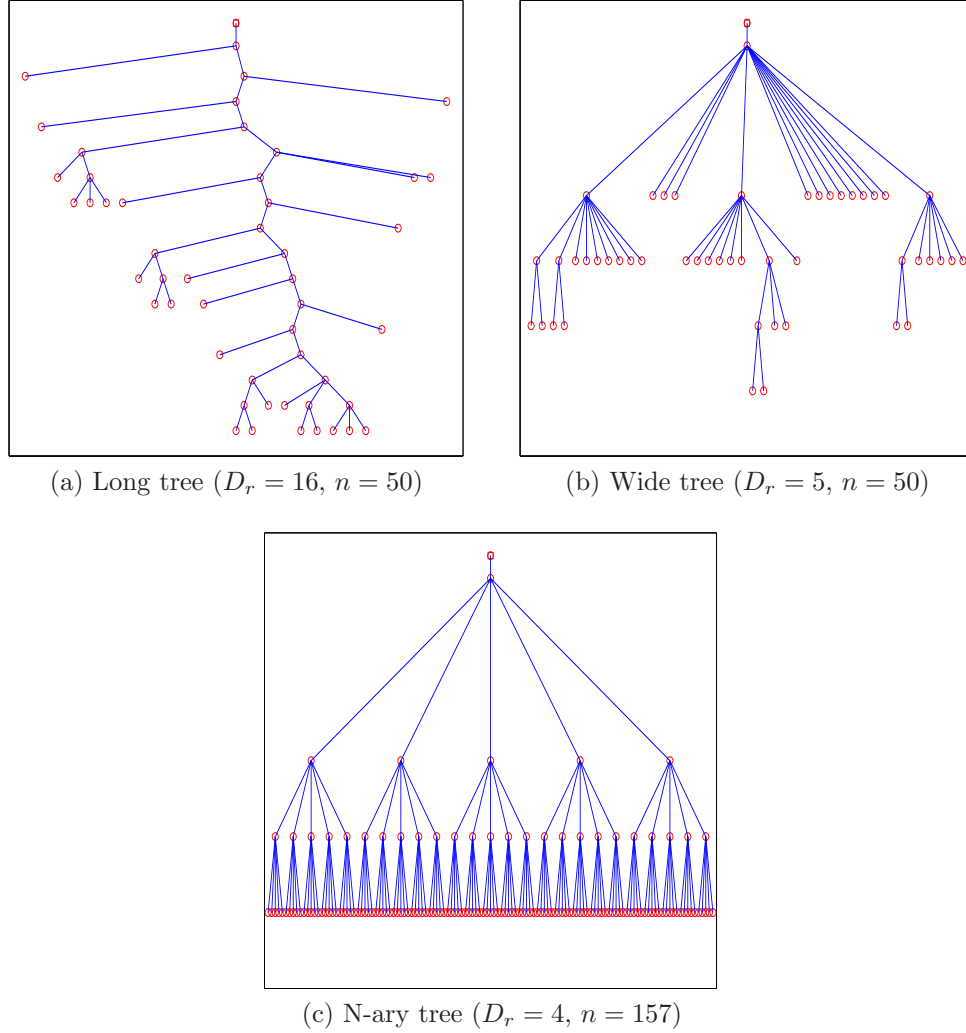 (a) Long tree (D_r = 16, n = 50)
(b) Wide tree (D_r = 5, n = 50)
(c) N-ary tree (D_r = 4, n = 157)